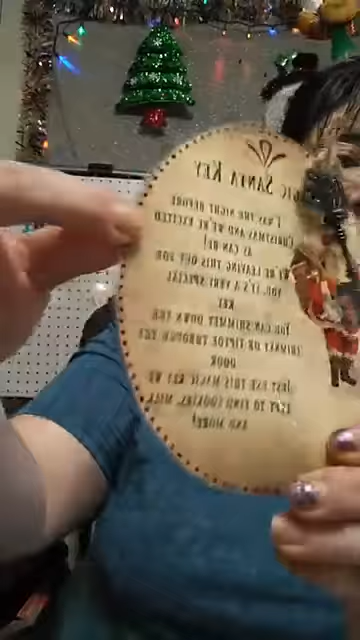 Magic Santa Key
T was the night before
Christmas and we're excited
as can be!
We're leaving this out for
you, it's a very special
key
You can shimmey down the
chimney or tiptoe through the
door
Just use this magic key we
left to find cookies, milk
and more!